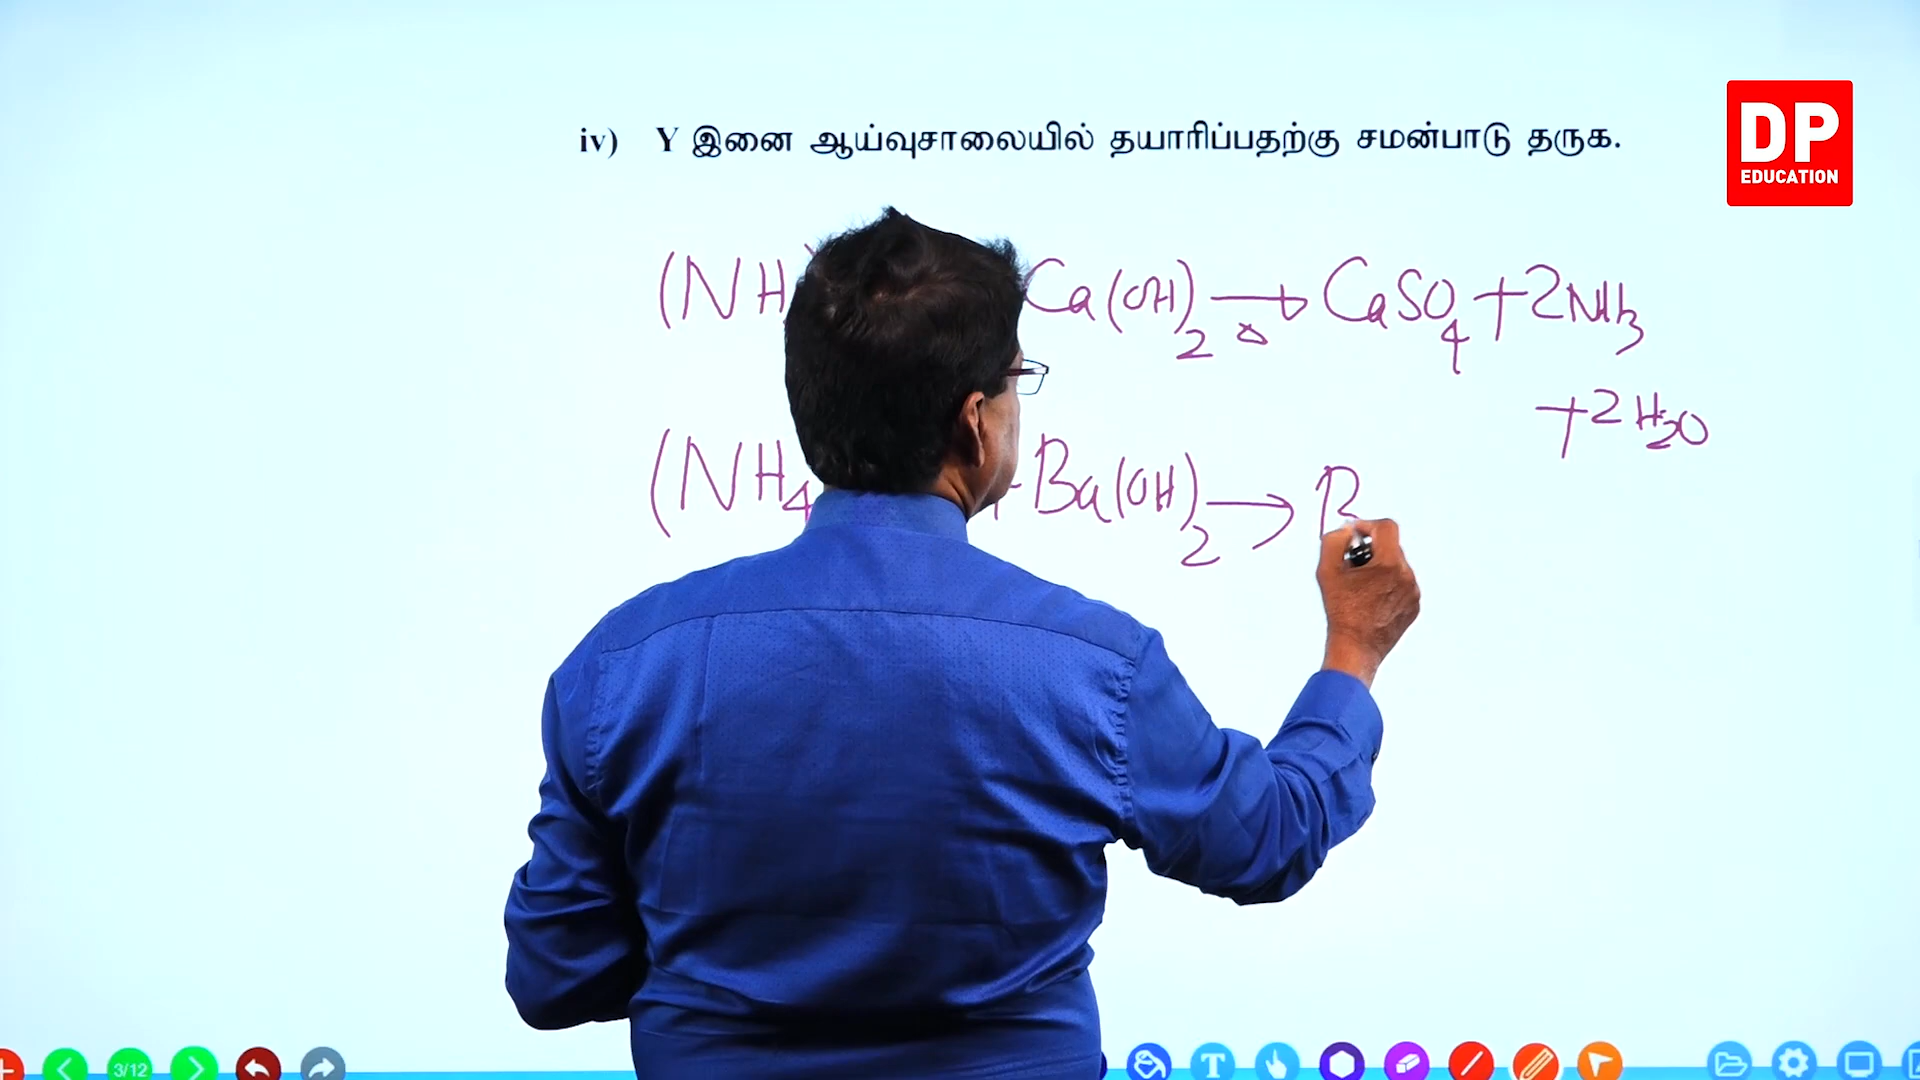 DP
EDUCATION
iv) Y இனை ஆய்வுசாலையில் தயாரிப்பதற்கு சமன்பாடு தருக.
(NH Ca(OH)2 →Δ CaSO4 + 2NH3
+ 2H2O
(NH4 + Ba(OH)2 → B
3/12
T